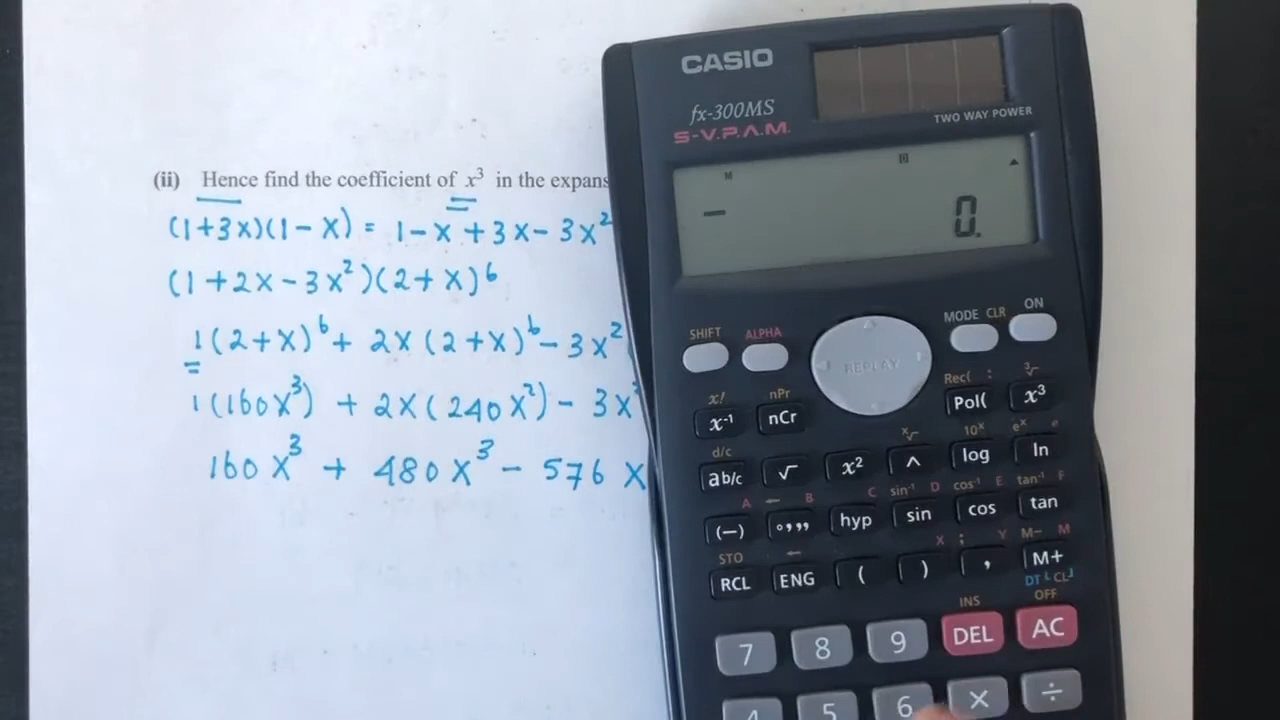 (ii) Hence find the coefficient of x³ in the expans
(1+3x)(1-x) = 1-x+3x-3x²
(1+2x-3x²)(2+x)⁶
1(2+x)⁶ + 2x(2+x)⁶ - 3x²
1(160x³) + 2x(240x²) - 3x
160x³ + 480x³ - 576x
CASIO
fx-300MS
S-V.P.A.M.
TWO WAY POWER
M D
- 0.
SHIFT ALPHA REPLAY MODE CLR ON
x! nPr Rec( : ³√
x⁻¹ nCr Pol( x³
d/c ˣ√ 10ˣ eˣ e
ab/c √ x² ^ log ln
A ← B C sin⁻¹ D cos⁻¹ E tan⁻¹ F
(−) °,,, hyp sin cos tan
STO ← X ; Y M− M
RCL ENG ( ) , M+
DT CL
INS OFF
7 8 9 DEL AC
4 5 6 × ÷